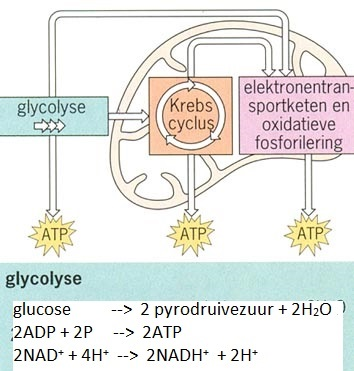 elektronentran-
sportketen en
oxidatieve
fosforilering
glycolyse
Krebs
cyclus
ATP
ATP
ATP
glycolyse
glucose --> 2 pyrodruivezuur + 2H₂O
2ADP + 2P --> 2ATP
2NAD⁺ + 4H⁺ --> 2NADH⁺ + 2H⁺